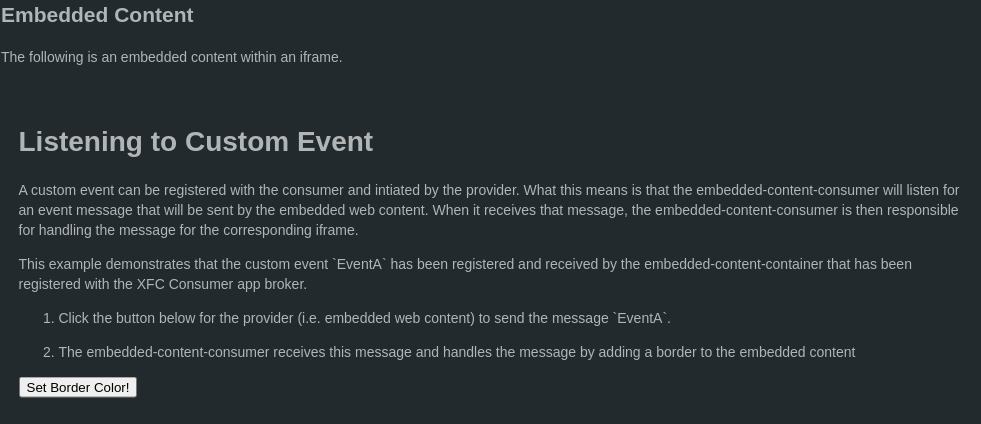 Embedded Content
The following is an embedded content within an iframe.
Listening to Custom Event
A custom event can be registered with the consumer and intiated by the provider. What this means is that the embedded-content-consumer will listen for
an event message that will be sent by the embedded web content. When it receives that message, the embedded-content-consumer is then responsible
for handling the message for the corresponding iframe.
This example demonstrates that the custom event `EventA` has been registered and received by the embedded-content-container that has been
registered with the XFC Consumer app broker.
1. Click the button below for the provider (i.e. embedded web content) to send the message `EventA`.
2. The embedded-content-consumer receives this message and handles the message by adding a border to the embedded content
Set Border Color!